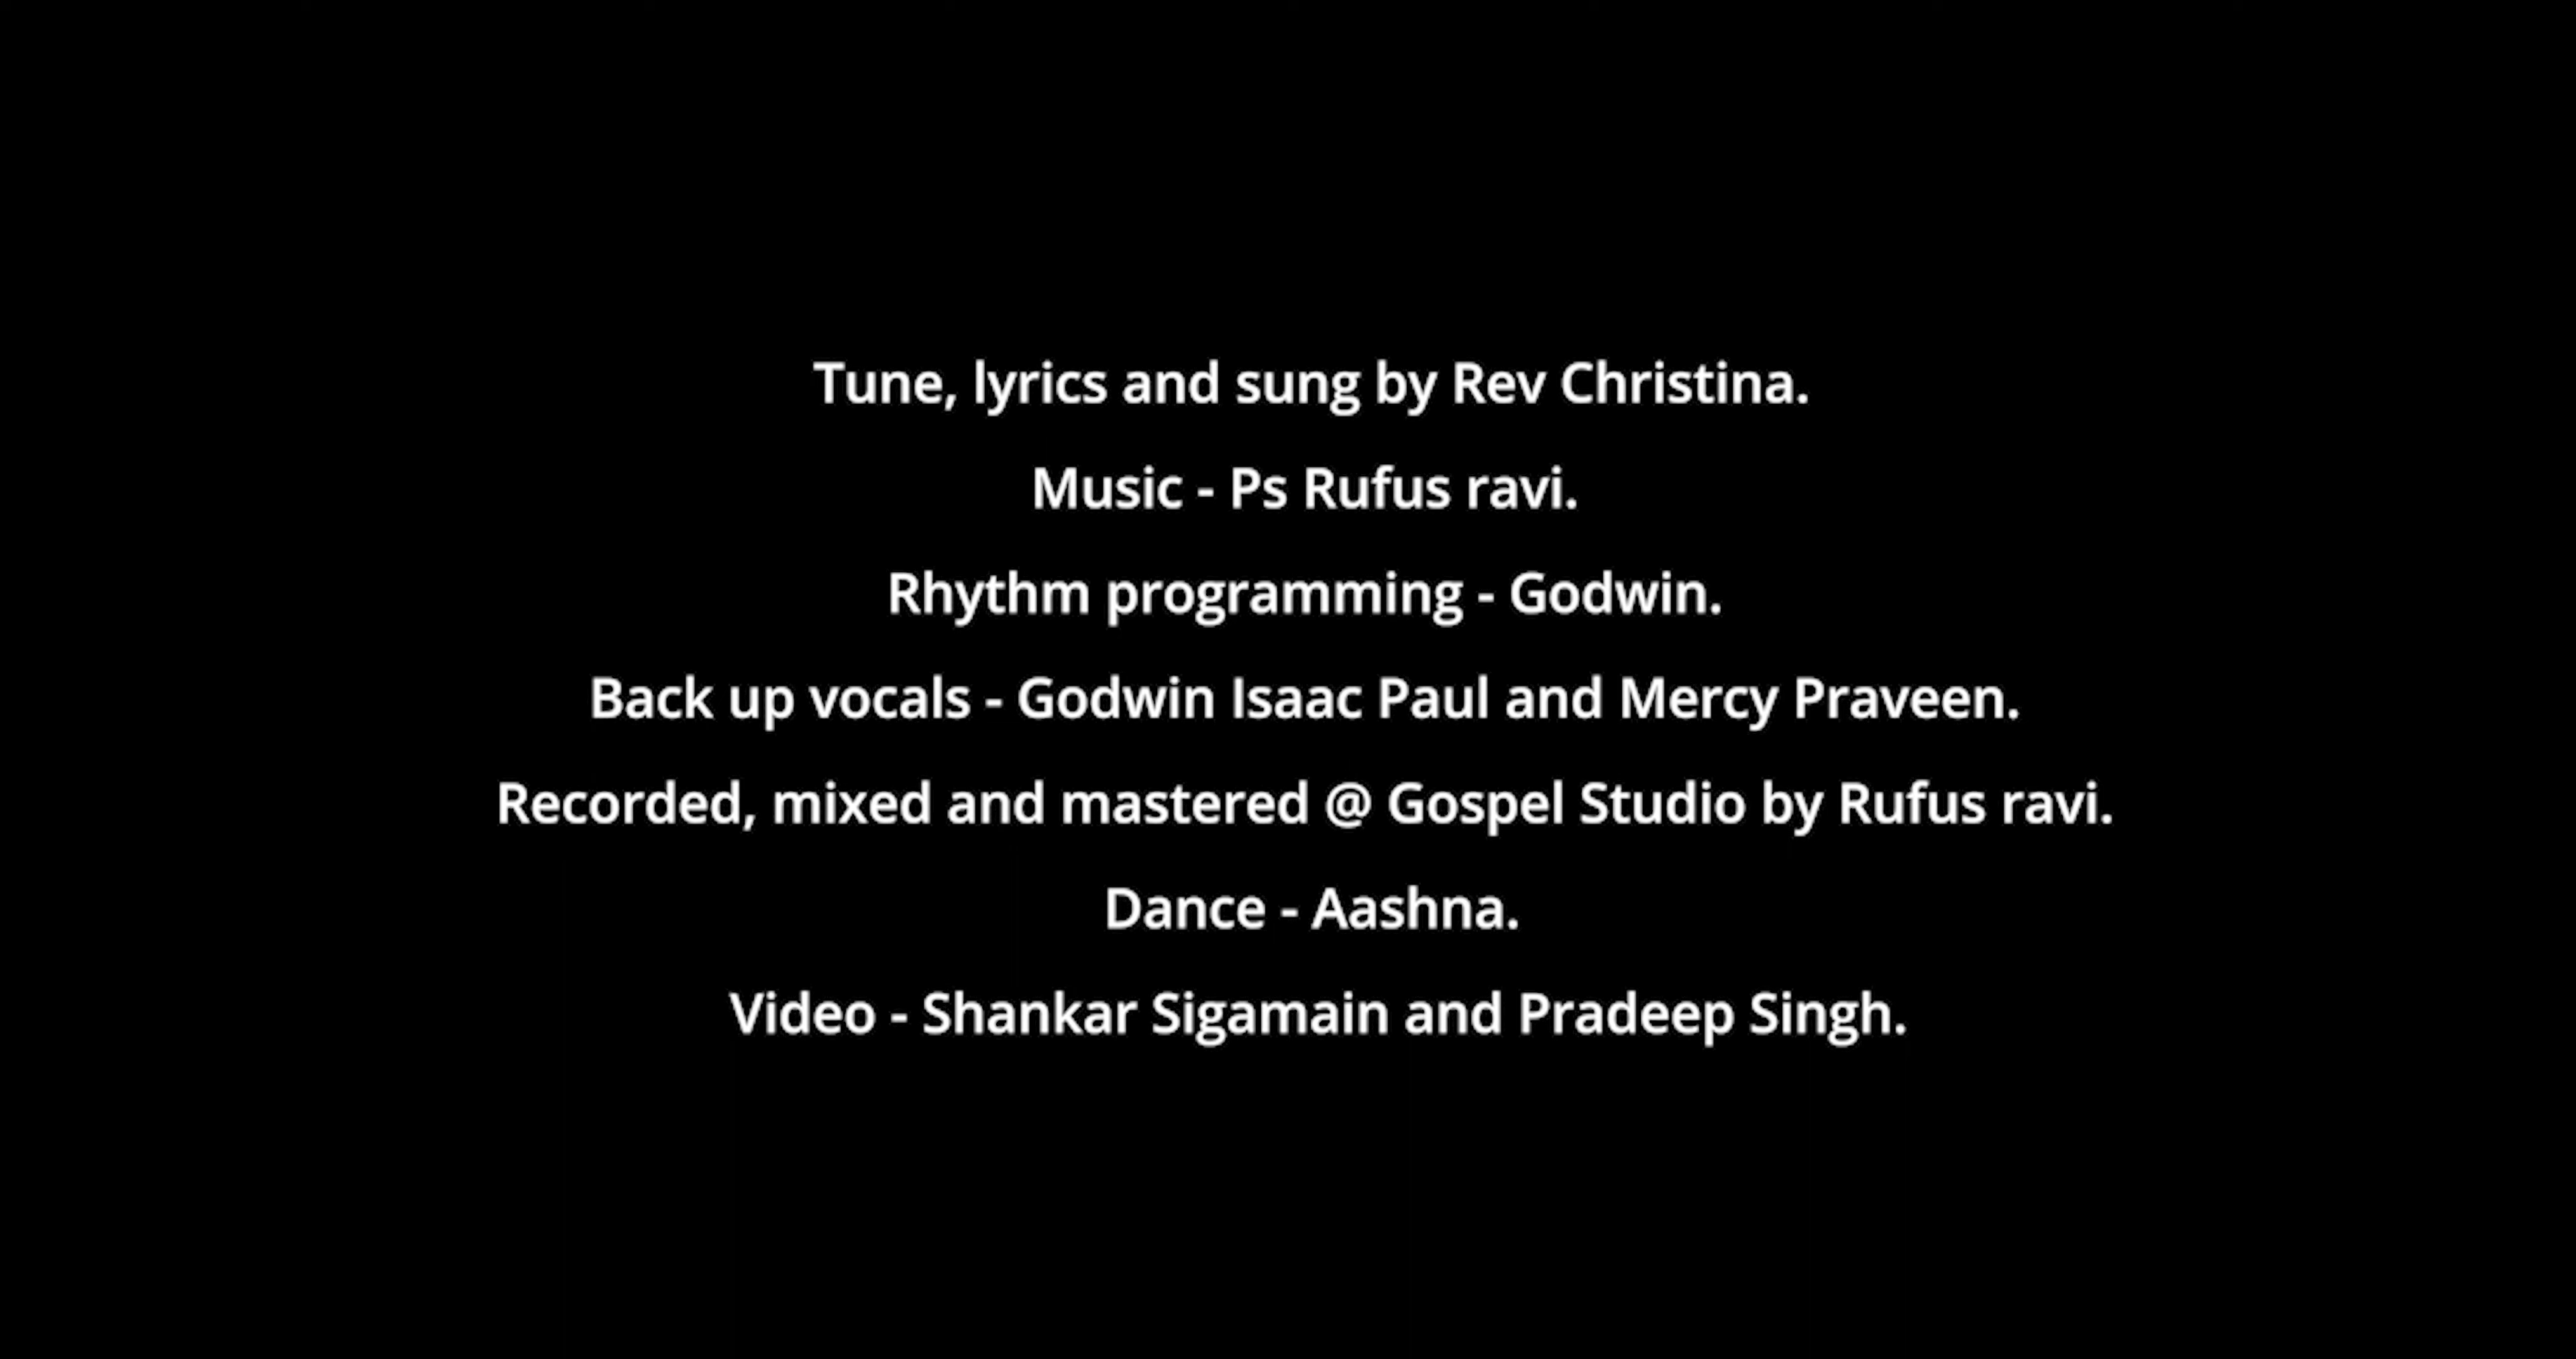 Tune, lyrics and sung by Rev Christina.
Music - Ps Rufus ravi.
Rhythm programming - Godwin.
Back up vocals - Godwin Isaac Paul and Mercy Praveen.
Recorded, mixed and mastered @ Gospel Studio by Rufus ravi.
Dance - Aashna.
Video - Shankar Sigamain and Pradeep Singh.